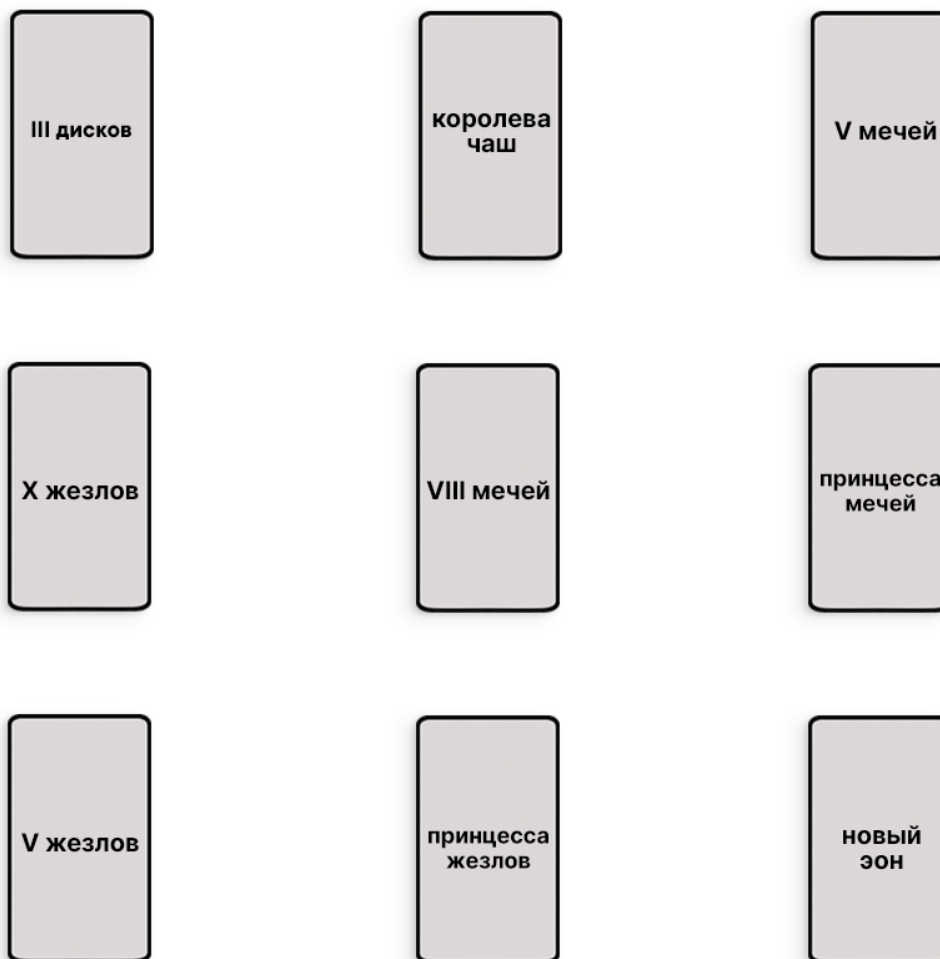 III дисков
королева
чаш
V мечей
X жезлов
VIII мечей
принцесса
мечей
V жезлов
принцесса
жезлов
новый
эон